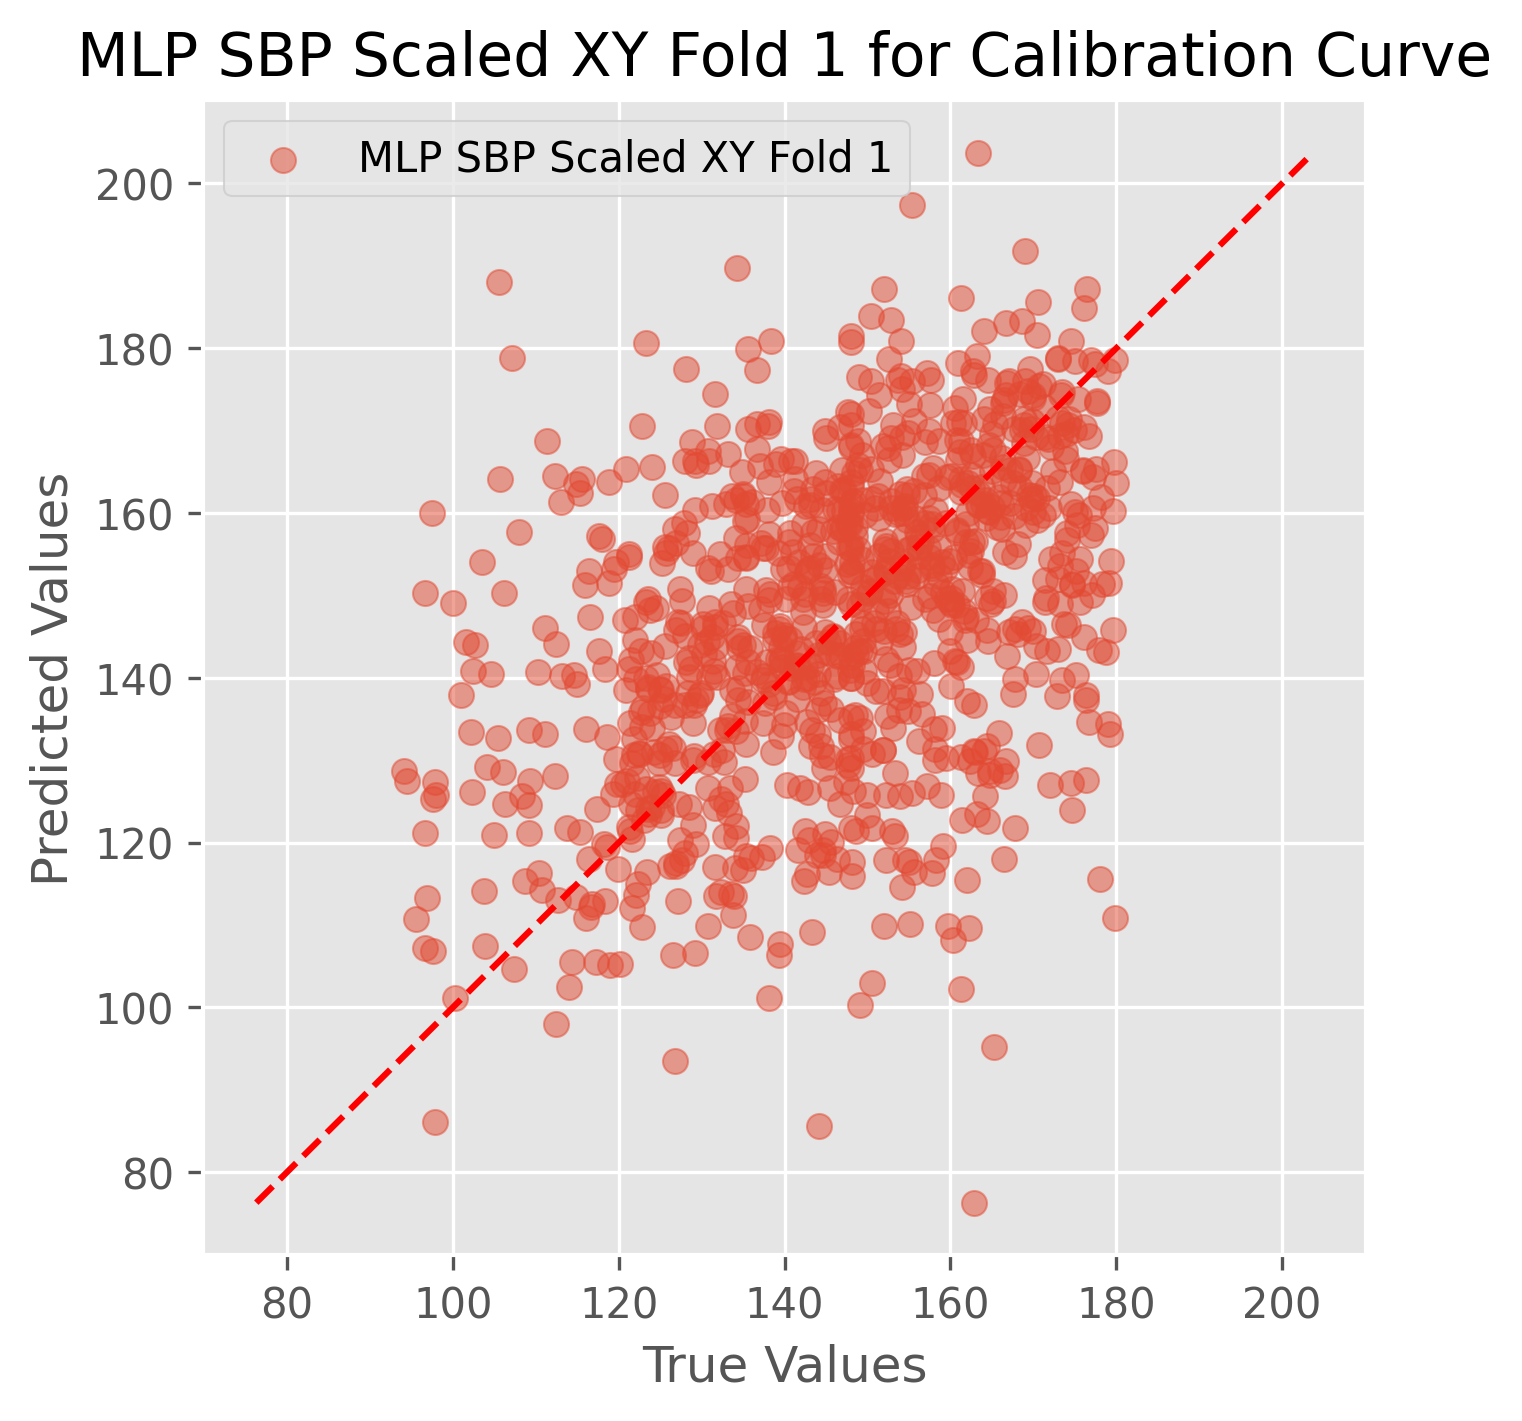 MLP SBP Scaled XY Fold 1 for Calibration Curve
MLP SBP Scaled XY Fold 1
200
180
160
140
120
100
80
Predicted Values
80 100 120 140 160 180 200
True Values